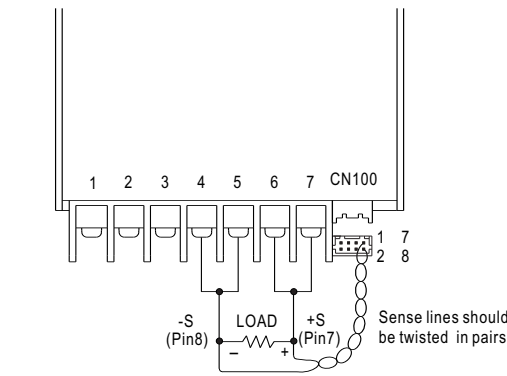 1 2 3 4 5 6 7 CN100
1 7
2 8
-S LOAD +S
(Pin8) (Pin7)
– +
Sense lines should
be twisted in pairs